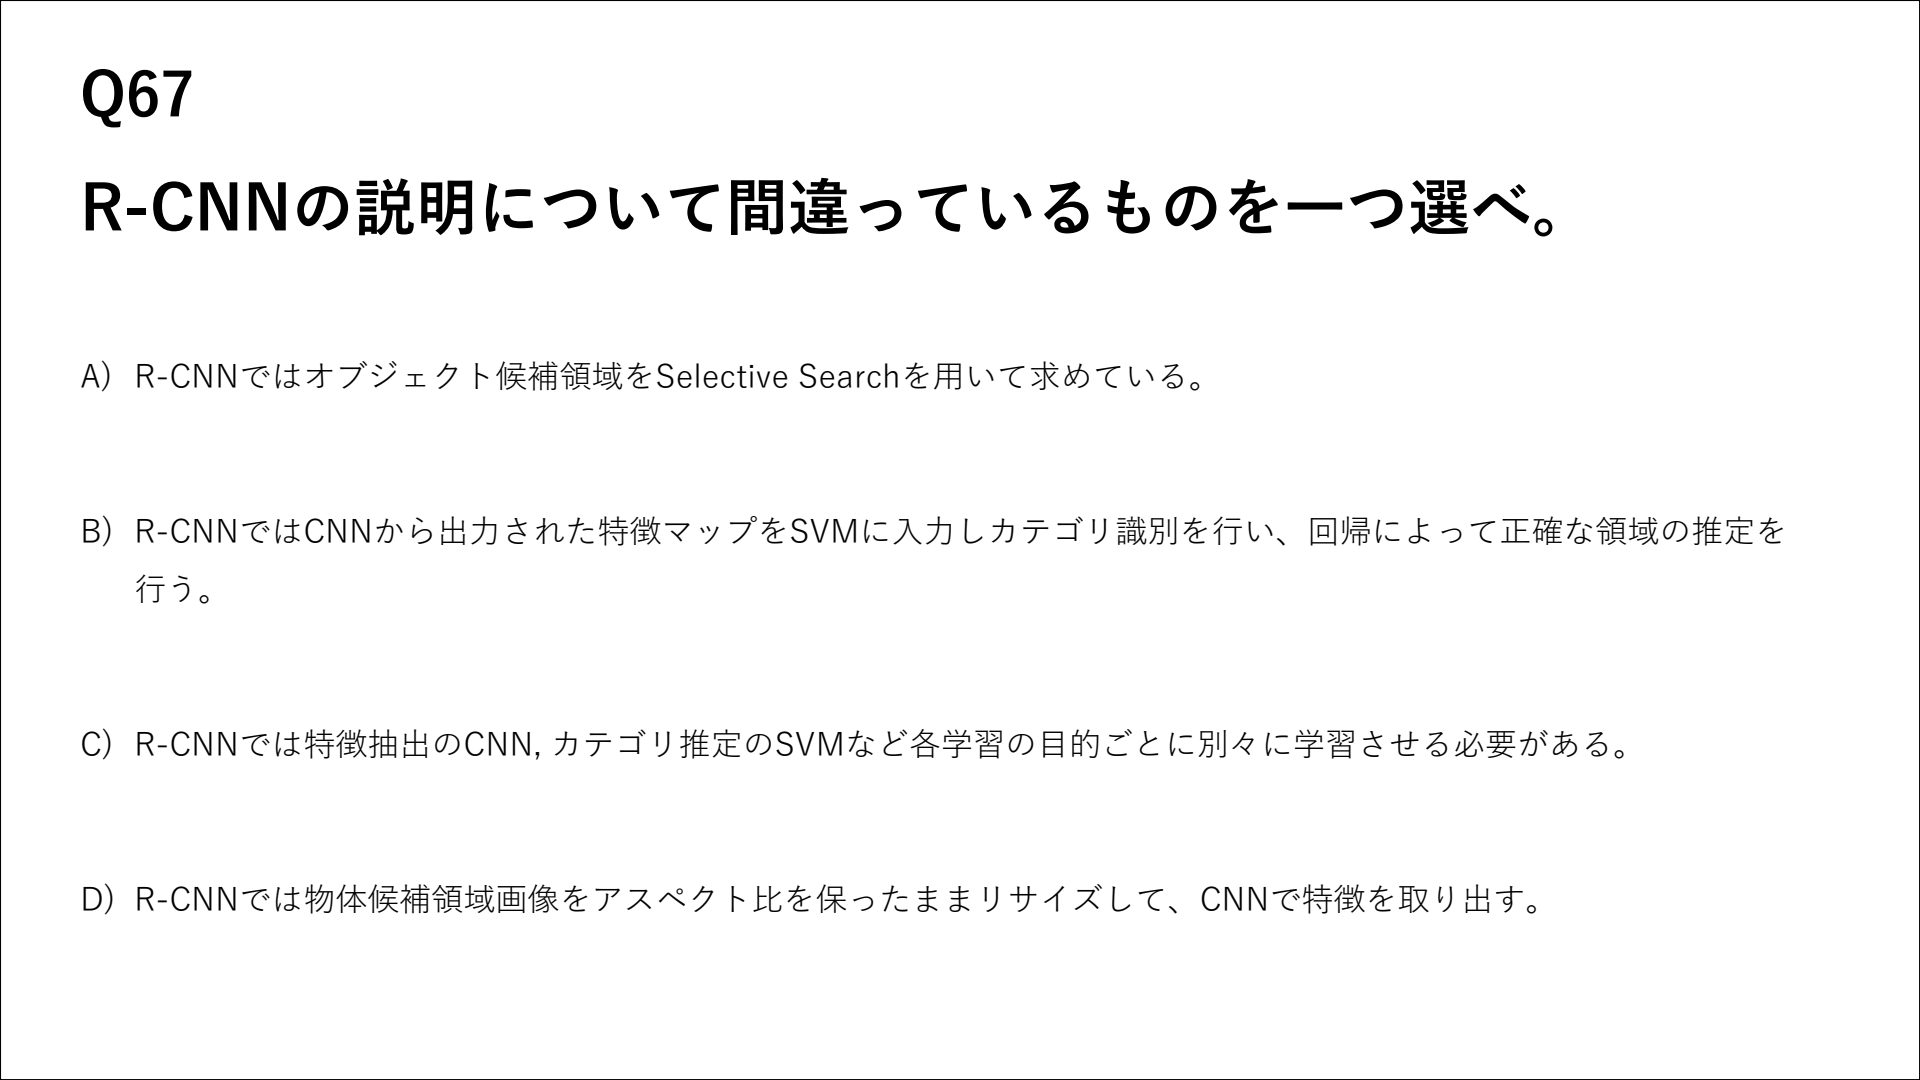 Q67
R-CNNの説明について間違っているものを一つ選べ。
A) R-CNNではオブジェクト候補領域をSelective Searchを用いて求めている。
B) R-CNNではCNNから出力された特徴マップをSVMに入力しカテゴリ識別を行い、回帰によって正確な領域の推定を
行う。
C) R-CNNでは特徴抽出のCNN, カテゴリ推定のSVMなど各学習の目的ごとに別々に学習させる必要がある。
D) R-CNNでは物体候補領域画像をアスペクト比を保ったままリサイズして、CNNで特徴を取り出す。